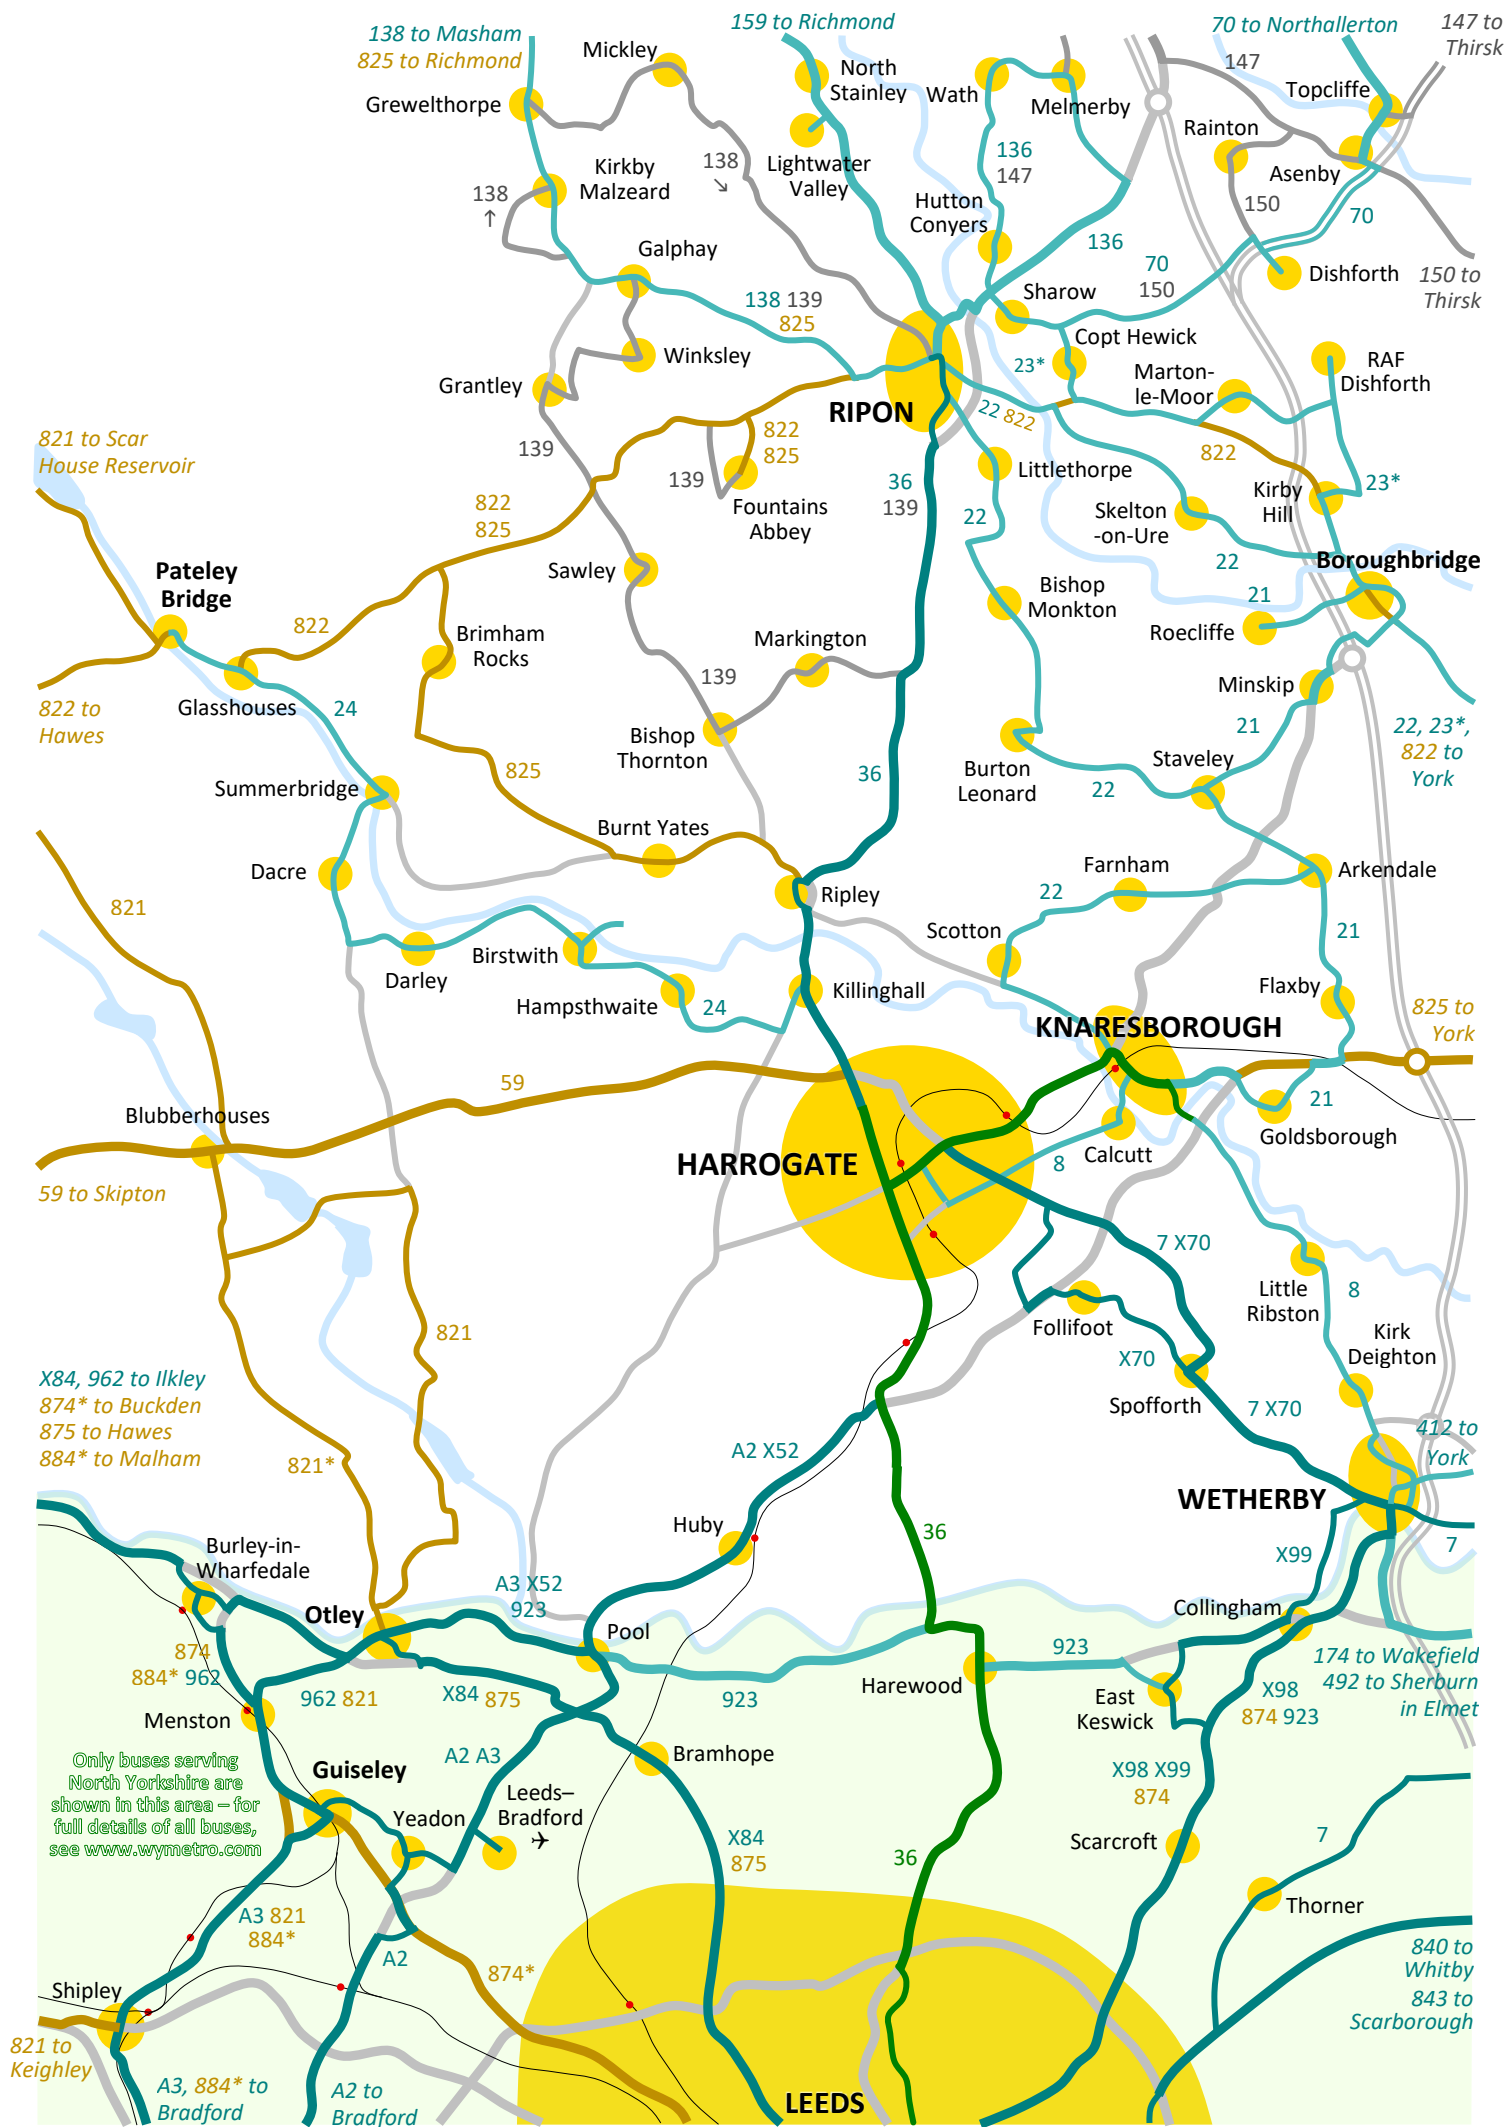 138 to Masham
825 to Richmond
159 to Richmond
70 to Northallerton
147 to
Thirsk
Mickley
North
Stainley
Wath
Melmerby
147
Topcliffe
Grewelthorpe
Rainton
Lightwater
Valley
136
147
Asenby
138
↘
Kirkby
Malzeard
138
↑
Hutton
Conyers
150
70
136
Galphay
70
150
Dishforth
150 to
Thirsk
138 139
825
Sharow
Copt Hewick
Winksley
23*
Marton-
le-Moor
RAF
Dishforth
Grantley
RIPON
22 822
821 to Scar
House Reservoir
139
822
825
822
Littlethorpe
139
36
139
23*
Kirby
Hill
Fountains
Abbey
822
825
22
Skelton
-on-Ure
22
Boroughbridge
Pateley
Bridge
Sawley
Bishop
Monkton
21
822
Brimham
Rocks
Markington
Roecliffe
139
Minskip
Glasshouses
24
822 to
Hawes
Bishop
Thornton
21
22, 23*,
822 to
York
825
36
Burton
Leonard
Staveley
22
Summerbridge
Burnt Yates
Dacre
Farnham
Arkendale
Ripley
22
821
Scotton
21
Birstwith
Darley
Hampsthwaite
24
Killinghall
Flaxby
825 to
York
KNARESBOROUGH
59
21
Blubberhouses
Goldsborough
HARROGATE
8
Calcutt
59 to Skipton
7 X70
Little
Ribston
8
821
Follifoot
Kirk
Deighton
X70
X84, 962 to Ilkley
874* to Buckden
875 to Hawes
884* to Malham
Spofforth
7 X70
412 to
York
A2 X52
821*
WETHERBY
Huby
36
7
Burley-in-
Wharfedale
X99
A3 X52
923
Otley
Collingham
Pool
874
884* 962
923
174 to Wakefield
492 to Sherburn
in Elmet
962 821
X84 875
923
Harewood
East
Keswick
X98
874 923
Menston
A2 A3
Bramhope
Only buses serving
North Yorkshire are
shown in this area – for
full details of all buses,
see www.wymetro.com
Guiseley
X98 X99
874
Yeadon
Leeds–
Bradford
✈
X84
875
Scarcroft
7
36
Thorner
A3 821
884*
A2
874*
840 to
Whitby
843 to
Scarborough
Shipley
821 to
Keighley
A3, 884* to
Bradford
A2 to
Bradford
LEEDS